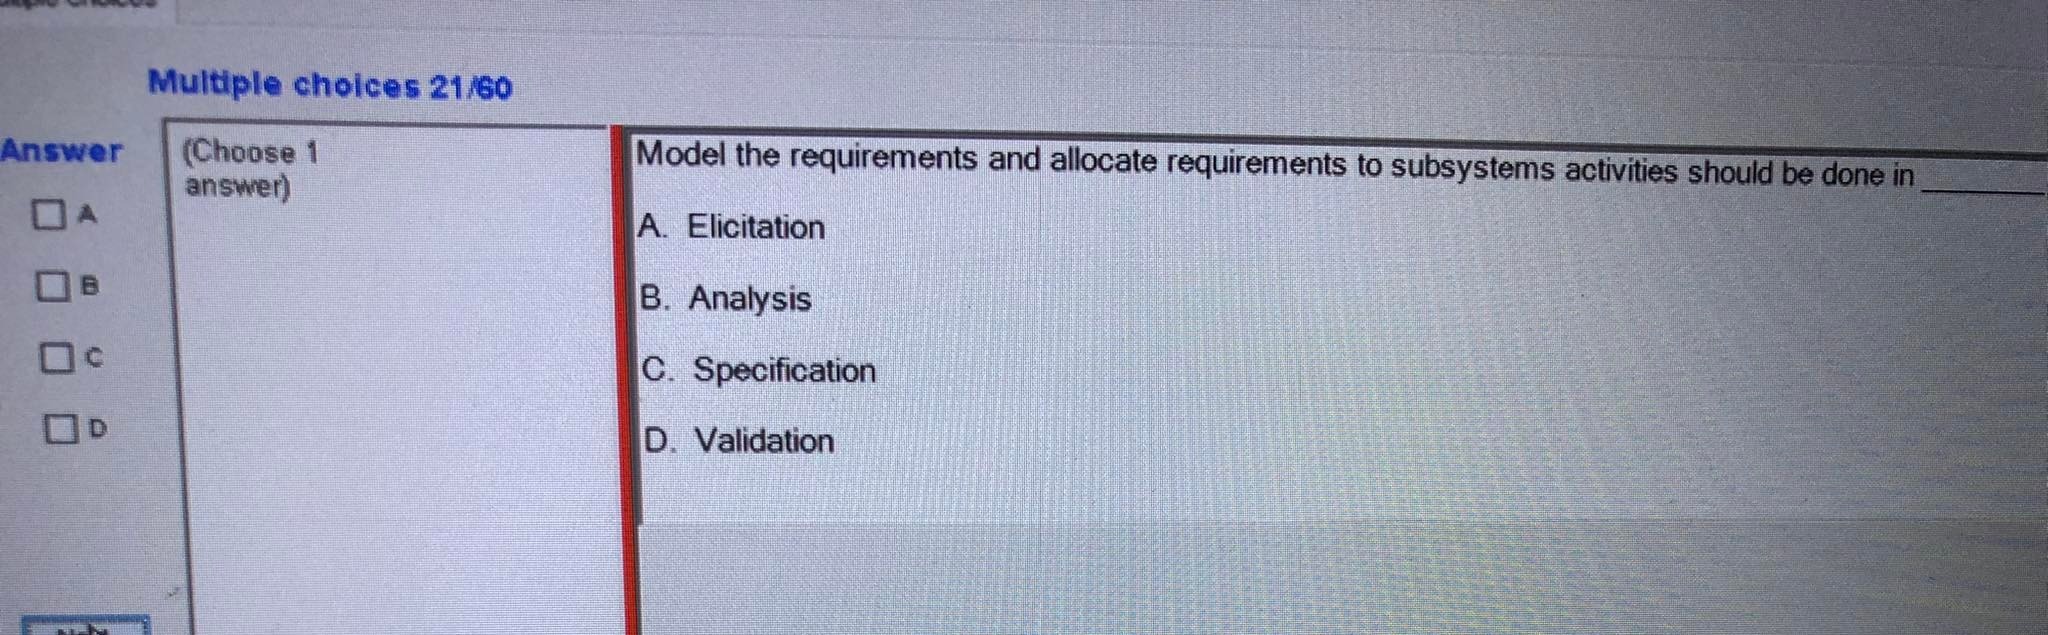 Multiple choices 21/60
Answer
(Choose 1
answer)
A
B
C
D
Model the requirements and allocate requirements to subsystems activities should be done in ________
A. Elicitation
B. Analysis
C. Specification
D. Validation